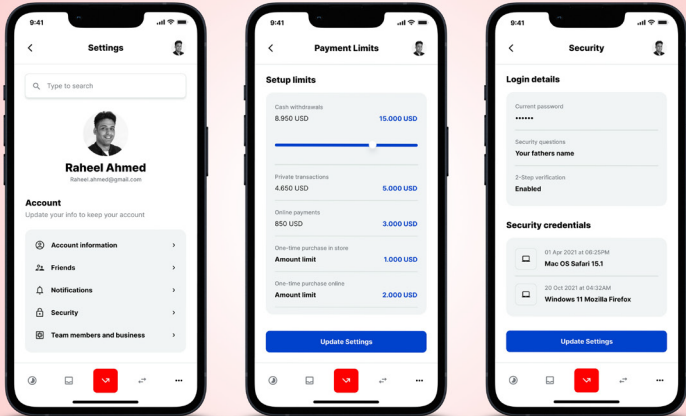 9:41
Settings
Type to search
Raheel Ahmed
Raheel.ahmed@gmail.com
Account
Update your info to keep your account
Account information
Friends
Notifications
Security
Team members and business
9:41
Payment Limits
Setup limits
Cash withdrawals
8.950 USD 15.000 USD
Private transactions
4.650 USD 5.000 USD
Online payments
850 USD 3.000 USD
One-time purchase in store
Amount limit 1.000 USD
One-time purchase online
Amount limit 2.000 USD
Update Settings
9:41
Security
Login details
Current password
••••••
Security questions
Your fathers name
2-Step verification
Enabled
Security credentials
01 Apr 2021 at 08:25PM
Mac OS Safari 15.1
20 Oct 2021 at 04:32AM
Windows 11 Mozilla Firefox
Update Settings